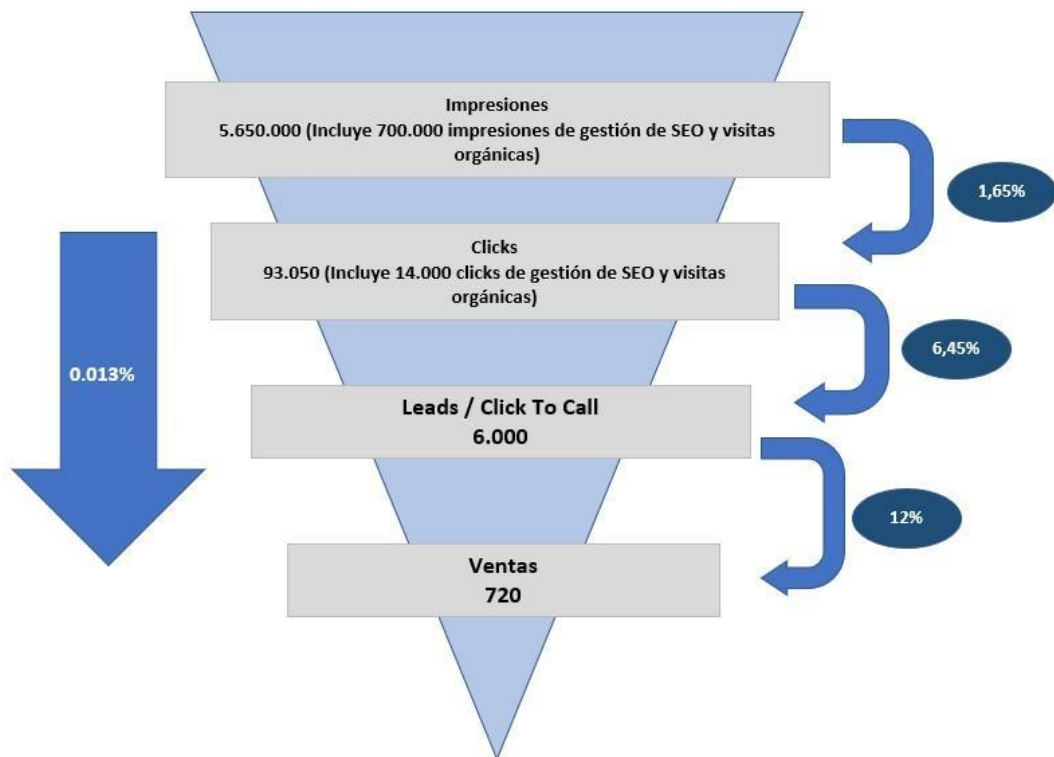 Impresiones
5.650.000 (Incluye 700.000 impresiones de gestión de SEO y visitas
orgánicas)
1,65%
Clicks
93.050 (Incluye 14.000 clicks de gestión de SEO y visitas
orgánicas)
6,45%
0.013%
Leads / Click To Call
6.000
12%
Ventas
720